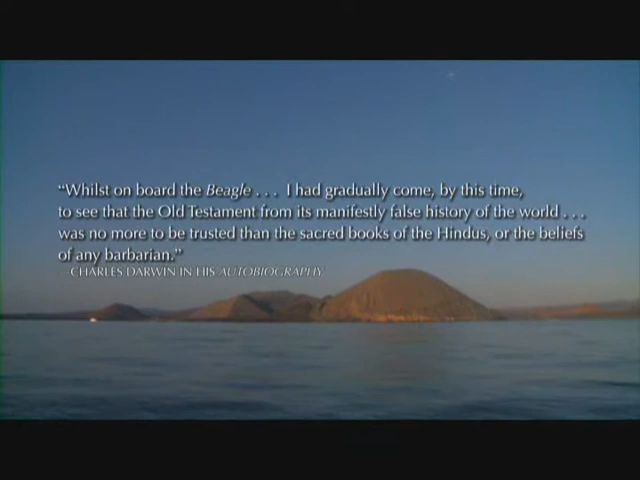 “Whilst on board the Beagle . . .  I had gradually come, by this time,
to see that the Old Testament from its manifestly false history of the world . . .
was no more to be trusted than the sacred books of the Hindus, or the beliefs
of any barbarian.”
—CHARLES DARWIN IN HIS AUTOBIOGRAPHY